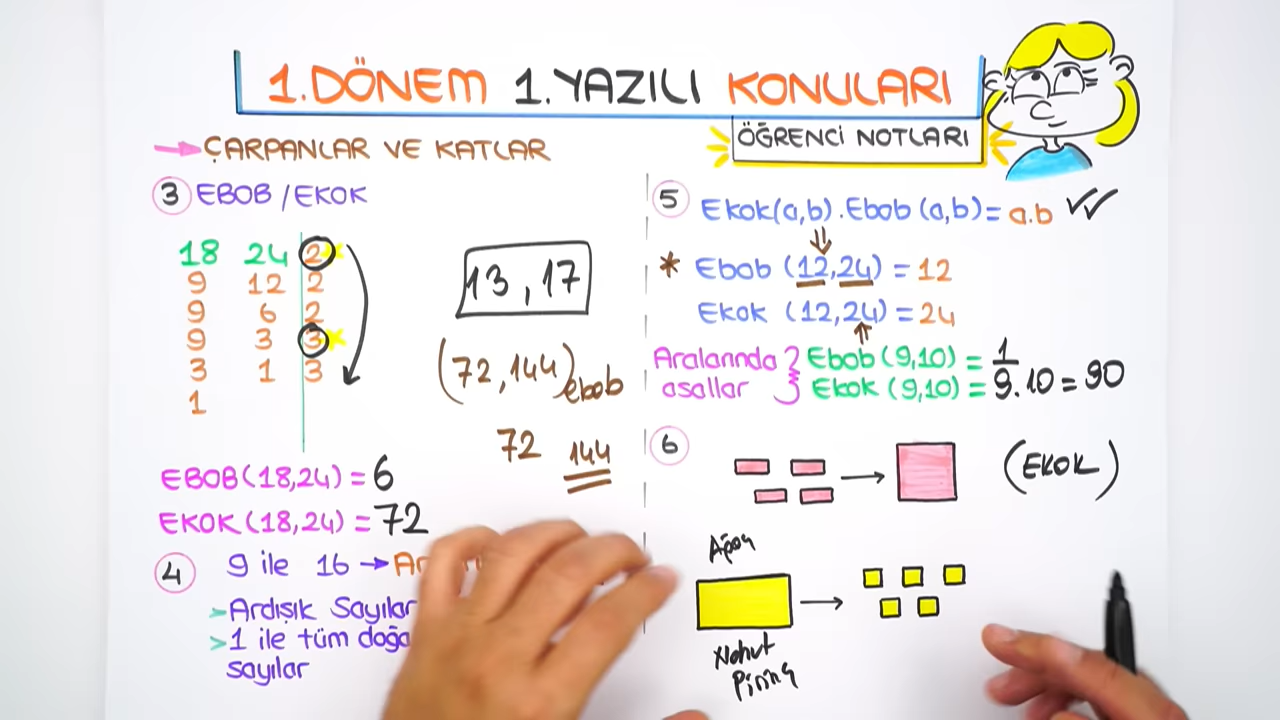 1.DÖNEM 1.YAZILI KONULARI
ÖĞRENCİ NOTLARI
ÇARPANLAR VE KATLAR
3 EBOB / EKOK
18 24 2
9 12 2
9 6 2
9 3 3
3 1 3
1
13, 17
(72, 144)ebob
72 144
EBOB(18,24) = 6
EKOK(18,24) = 72
4 9 ile 16 →
> Ardışık Sayılar
> 1 ile tüm
sayılar
5 Ekok(a,b).Ebob(a,b) = a.b
* Ebob (12,24) = 12
Ekok (12,24) = 24
Aralarında asallar
Ebob (9,10) = 1
Ekok (9,10) = 9.10 = 90
6 (EKOK)
Nohut